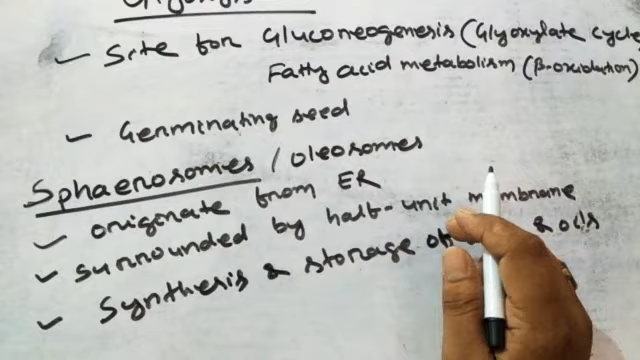 - Site for Gluconeogenesis (Glyoxylate cycle
Fatty acid metabolism (β-oxidation)
- Germinating seed
Sphaerosomes / oleosomes
✓ originate from ER
✓ surrounded by half-unit membrane
✓ synthesis & storage of & oils